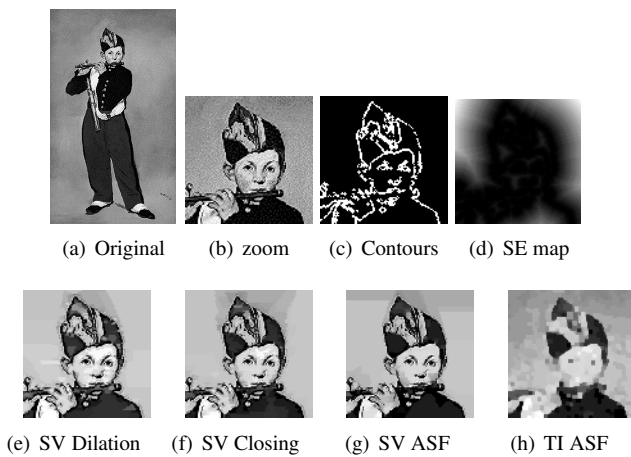 (a) Original
(b) zoom
(c) Contours
(d) SE map
(e) SV Dilation
(f) SV Closing
(g) SV ASF
(h) TI ASF